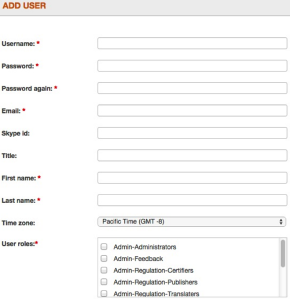 ADD USER
Username: *
Password: *
Password again: *
Email: *
Skype id:
Title:
First name: *
Last name: *
Time zone: Pacific Time (GMT -8)
User roles:* Admin-Administrators
Admin-Feedback
Admin-Regulation-Certifiers
Admin-Regulation-Publishers
Admin-Regulation-Translaters